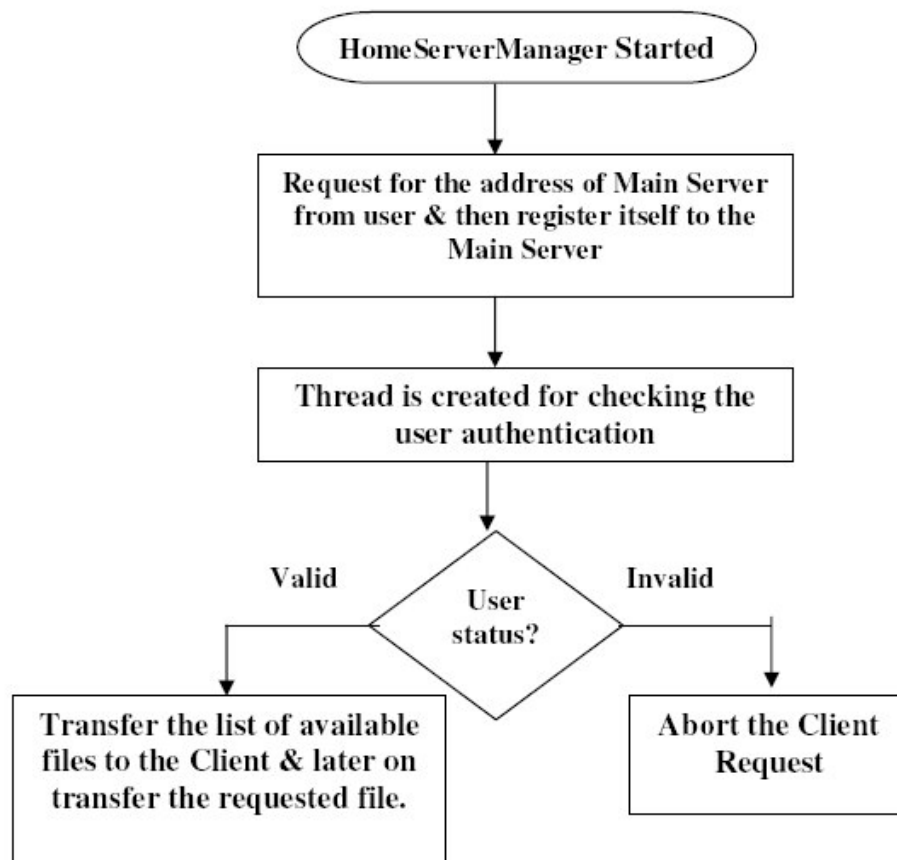 HomeServerManager Started
Request for the address of Main Server
from user & then register itself to the
Main Server
Thread is created for checking the
user authentication
Valid
Invalid
User
status?
Transfer the list of available
files to the Client & later on
transfer the requested file.
Abort the Client
Request